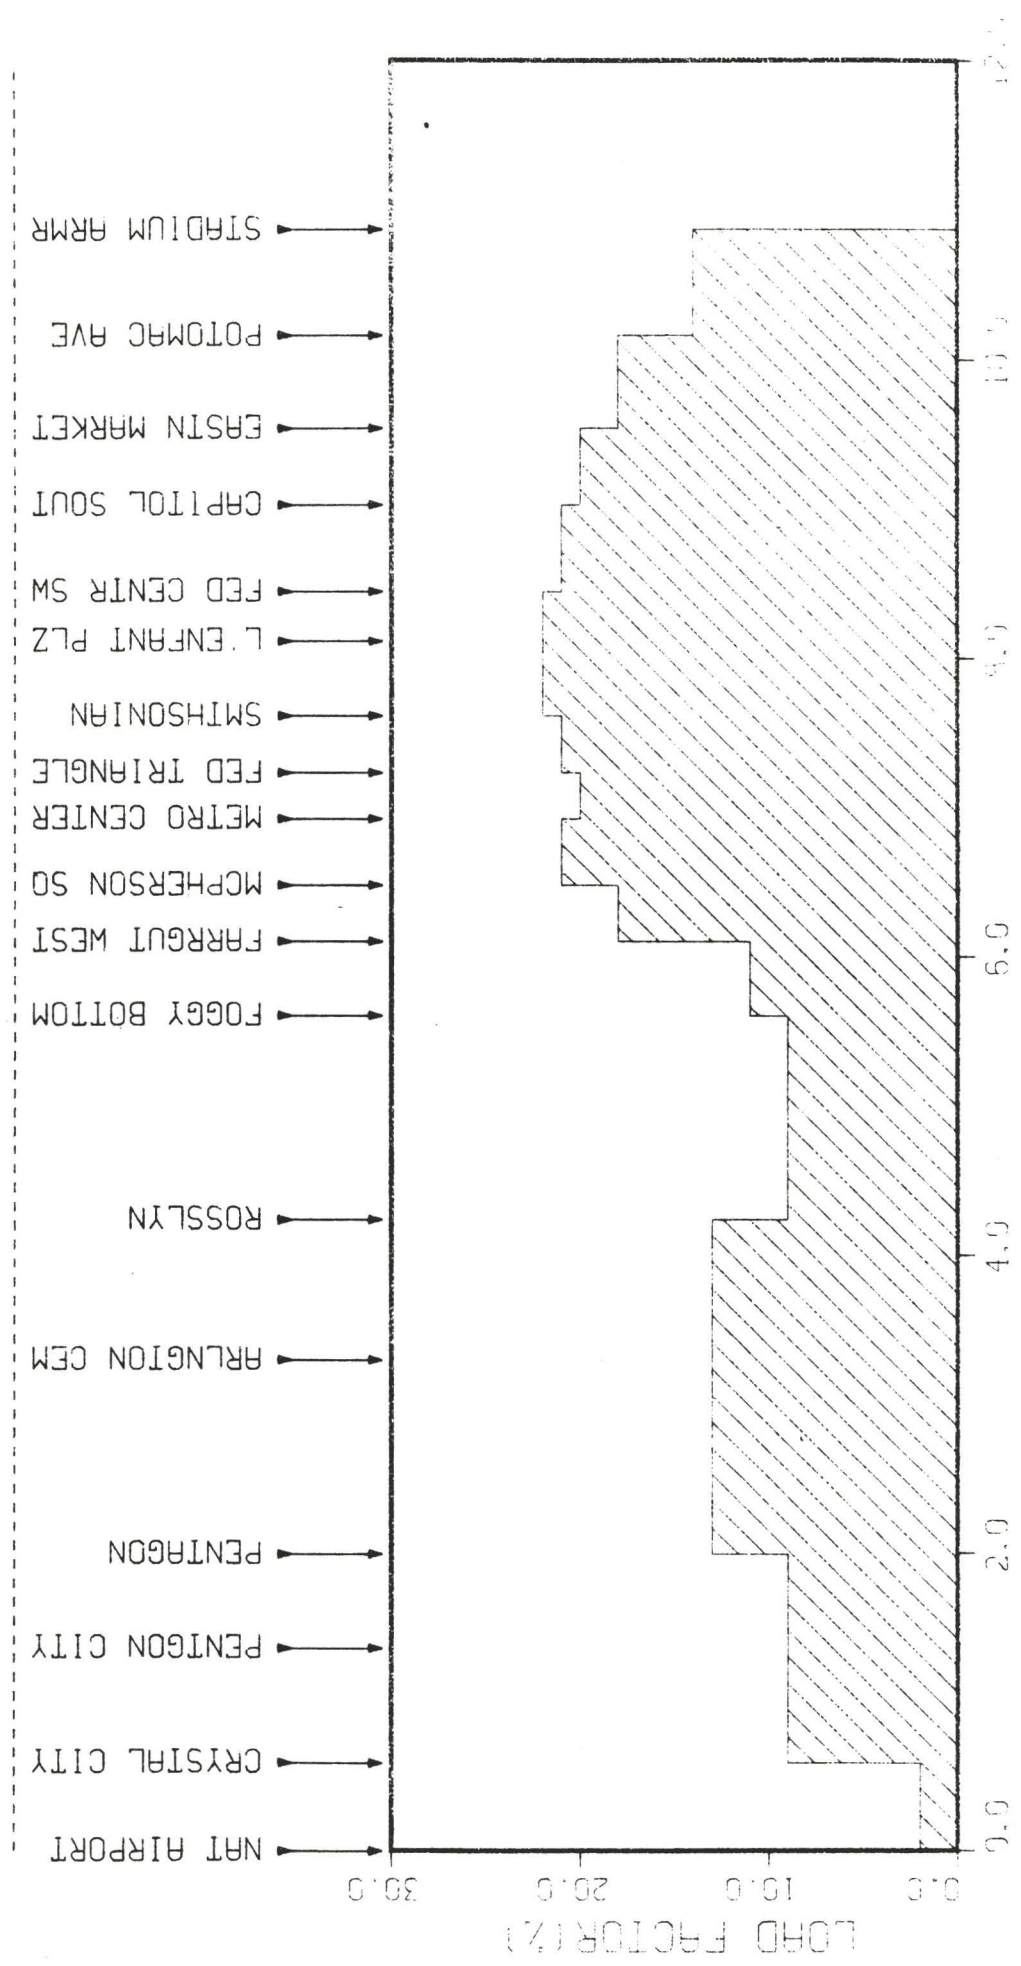 LOAD FACTOR(%)
30.0
20.0
10.0
0.0
NAT AIRPORT
CRYSTAL CITY
PENTGON CITY
PENTAGON
ARLNGTON CEM
ROSSLYN
FOGGY BOTTOM
FARRGUT WEST
MCPHERSON SQ
METRO CENTER
FED TRIANGLE
SMTHSONIAN
L'ENFANT PLZ
FED CENTR SW
CAPITOL SOUT
EASTN MARKET
POTOMAC AVE
STADIUM ARMR
0.0
2.0
4.0
6.0
10.0